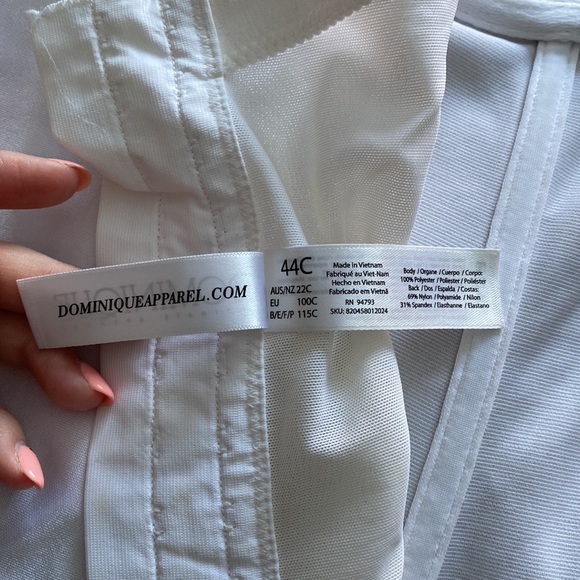 DOMINIQUEAPPAREL.COM
44C
AUS/NZ 22C
EU 100C
B/E/F/P 115C
Made in Vietnam
Fabriqué au Viet-Nam
Hecho en Vietnam
Fabricado em Vietnã
RN 94793
SKU: 820458012024
Body / Organe / Cuerpo / Corpo:
100% Polyester / Poliester / Poliéster
Back / Dos / Espalda / Costas:
69% Nylon / Polyamide / Nilon
31% Spandex / Elasthanne / Elastano